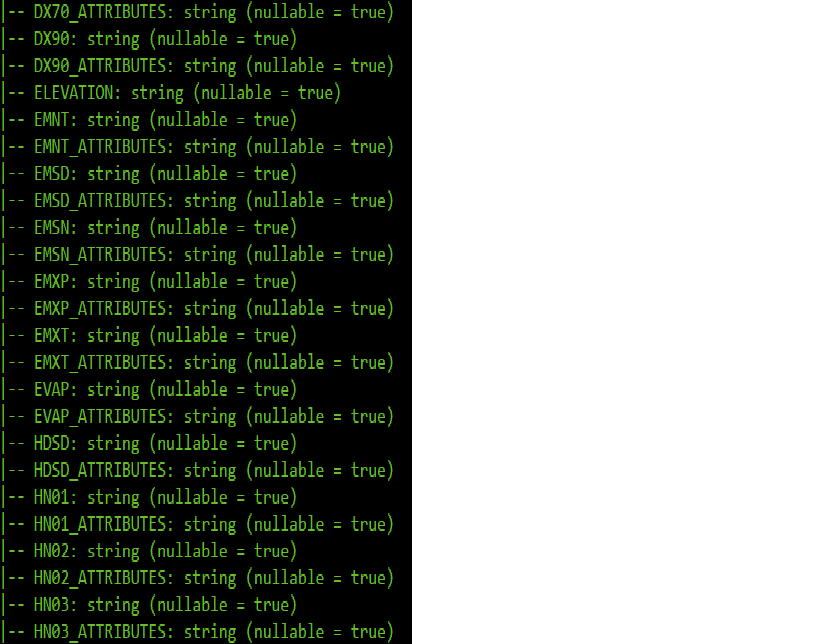 |-- DX70_ATTRIBUTES: string (nullable = true)
|-- DX90: string (nullable = true)
|-- DX90_ATTRIBUTES: string (nullable = true)
|-- ELEVATION: string (nullable = true)
|-- EMNT: string (nullable = true)
|-- EMNT_ATTRIBUTES: string (nullable = true)
|-- EMSD: string (nullable = true)
|-- EMSD_ATTRIBUTES: string (nullable = true)
|-- EMSN: string (nullable = true)
|-- EMSN_ATTRIBUTES: string (nullable = true)
|-- EMXP: string (nullable = true)
|-- EMXP_ATTRIBUTES: string (nullable = true)
|-- EMXT: string (nullable = true)
|-- EMXT_ATTRIBUTES: string (nullable = true)
|-- EVAP: string (nullable = true)
|-- EVAP_ATTRIBUTES: string (nullable = true)
|-- HDSD: string (nullable = true)
|-- HDSD_ATTRIBUTES: string (nullable = true)
|-- HN01: string (nullable = true)
|-- HN01_ATTRIBUTES: string (nullable = true)
|-- HN02: string (nullable = true)
|-- HN02_ATTRIBUTES: string (nullable = true)
|-- HN03: string (nullable = true)
|-- HN03_ATTRIBUTES: string (nullable = true)